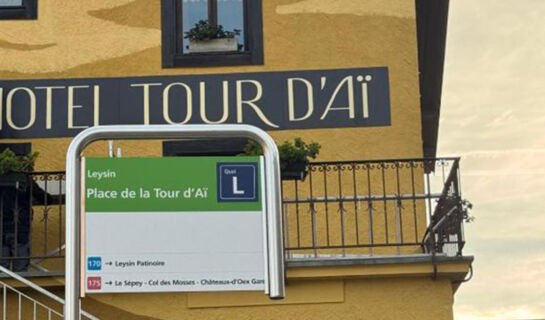 HOTEL TOUR D'AÏ
Leysin
Place de la Tour d'Aï
Quai
L
170 → Leysin Patinoire
175 → Le Sépey - Col des Mosses - Châteaux-d'Oex Gare